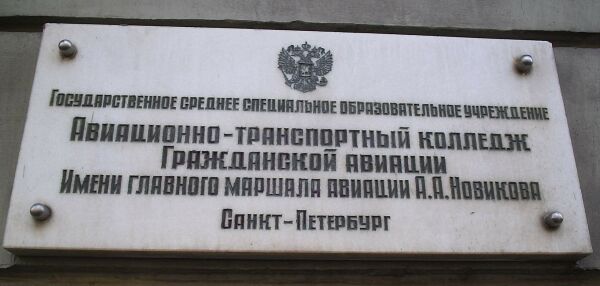 Государственное среднее специальное образовательное учреждение
Авиационно-транспортный колледж
Гражданской авиации
Имени главного маршала авиации А.А.Новикова
Санкт-Петербург